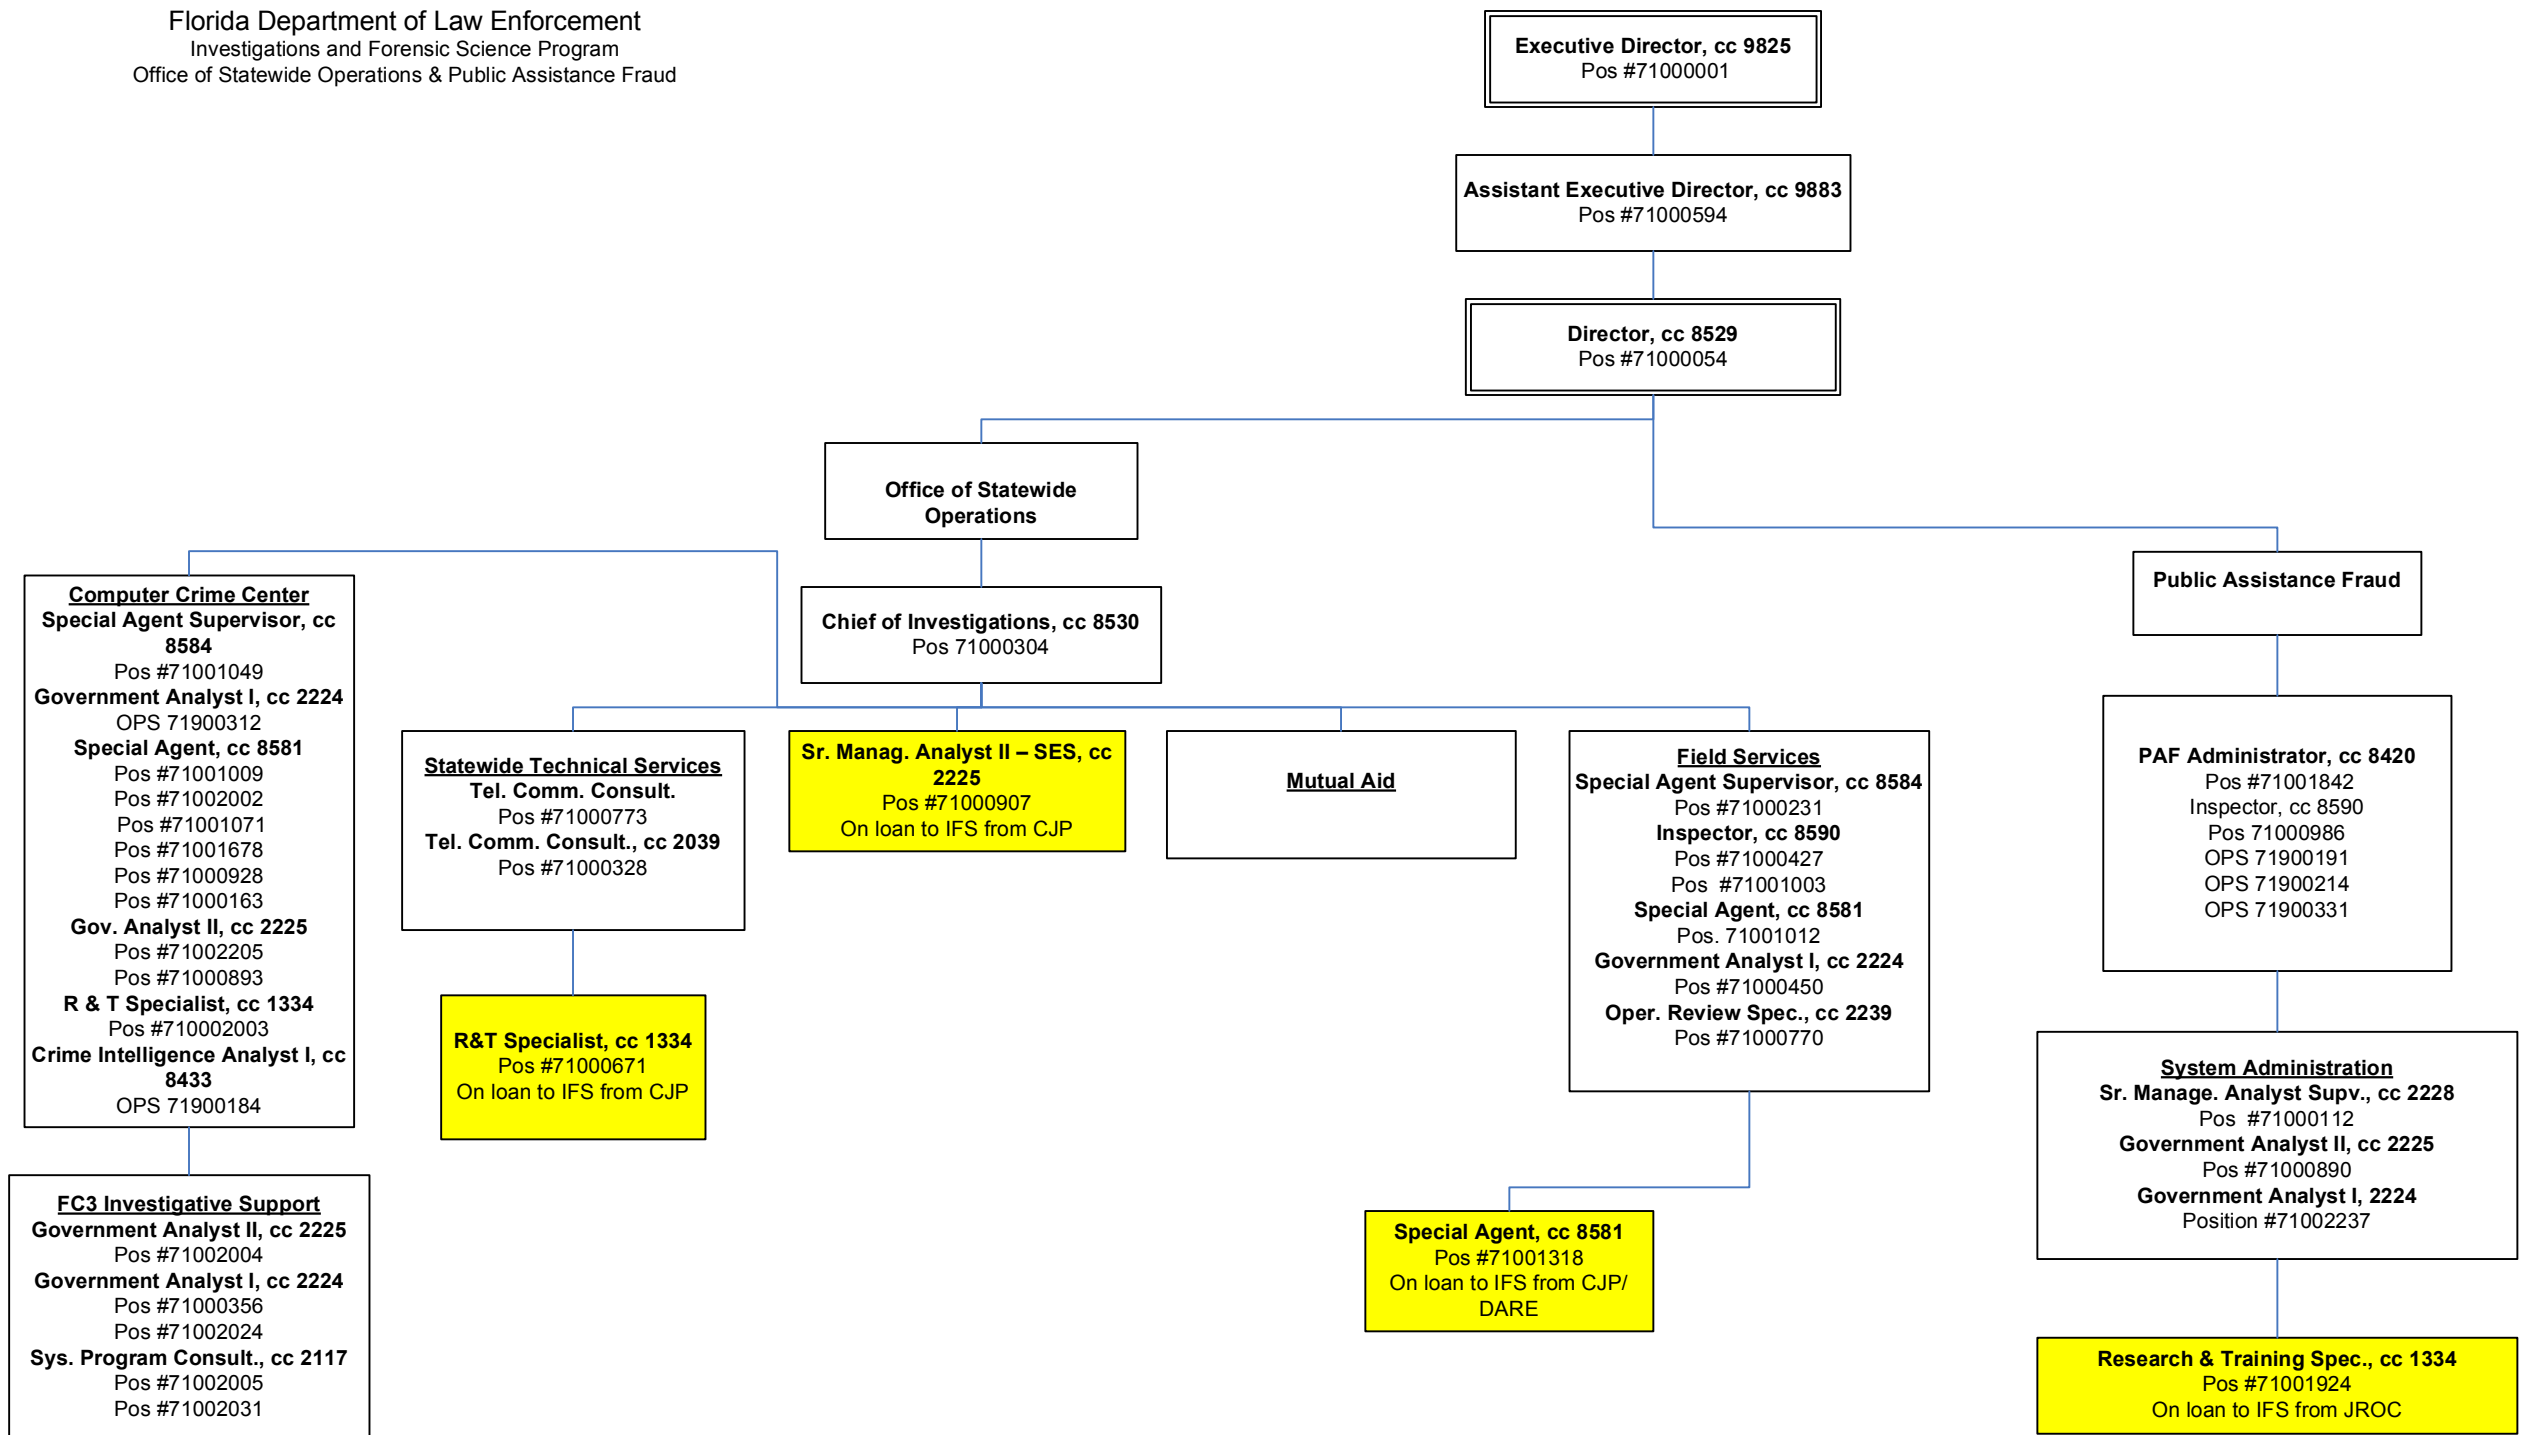 Florida Department of Law Enforcement
Investigations and Forensic Science Program
Office of Statewide Operations & Public Assistance Fraud
Executive Director, cc 9825
Pos #71000001
Assistant Executive Director, cc 9883
Pos #71000594
Director, cc 8529
Pos #71000054
Office of Statewide
Operations
Chief of Investigations, cc 8530
Pos 71000304
Computer Crime Center
Special Agent Supervisor, cc
8584
Pos #71001049
Government Analyst I, cc 2224
OPS 71900312
Special Agent, cc 8581
Pos #71001009
Pos #71002002
Pos #71001071
Pos #71001678
Pos #71000928
Pos #71000163
Gov. Analyst II, cc 2225
Pos #71002205
Pos #71000893
R & T Specialist, cc 1334
Pos #710002003
Crime Intelligence Analyst I, cc
8433
OPS 71900184
FC3 Investigative Support
Government Analyst II, cc 2225
Pos #71002004
Government Analyst I, cc 2224
Pos #71000356
Pos #71002024
Sys. Program Consult., cc 2117
Pos #71002005
Pos #71002031
Statewide Technical Services
Tel. Comm. Consult.
Pos #71000773
Tel. Comm. Consult., cc 2039
Pos #71000328
R&T Specialist, cc 1334
Pos #71000671
On loan to IFS from CJP
Sr. Manag. Analyst II – SES, cc
2225
Pos #71000907
On loan to IFS from CJP
Mutual Aid
Field Services
Special Agent Supervisor, cc 8584
Pos #71000231
Inspector, cc 8590
Pos #71000427
Pos #71001003
Special Agent, cc 8581
Pos. 71001012
Government Analyst I, cc 2224
Pos #71000450
Oper. Review Spec., cc 2239
Pos #71000770
Special Agent, cc 8581
Pos #71001318
On loan to IFS from CJP/
DARE
Public Assistance Fraud
PAF Administrator, cc 8420
Pos #71001842
Inspector, cc 8590
Pos 71000986
OPS 71900191
OPS 71900214
OPS 71900331
System Administration
Sr. Manage. Analyst Supv., cc 2228
Pos #71000112
Government Analyst II, cc 2225
Pos #71000890
Government Analyst I, 2224
Position #71002237
Research & Training Spec., cc 1334
Pos #71001924
On loan to IFS from JROC